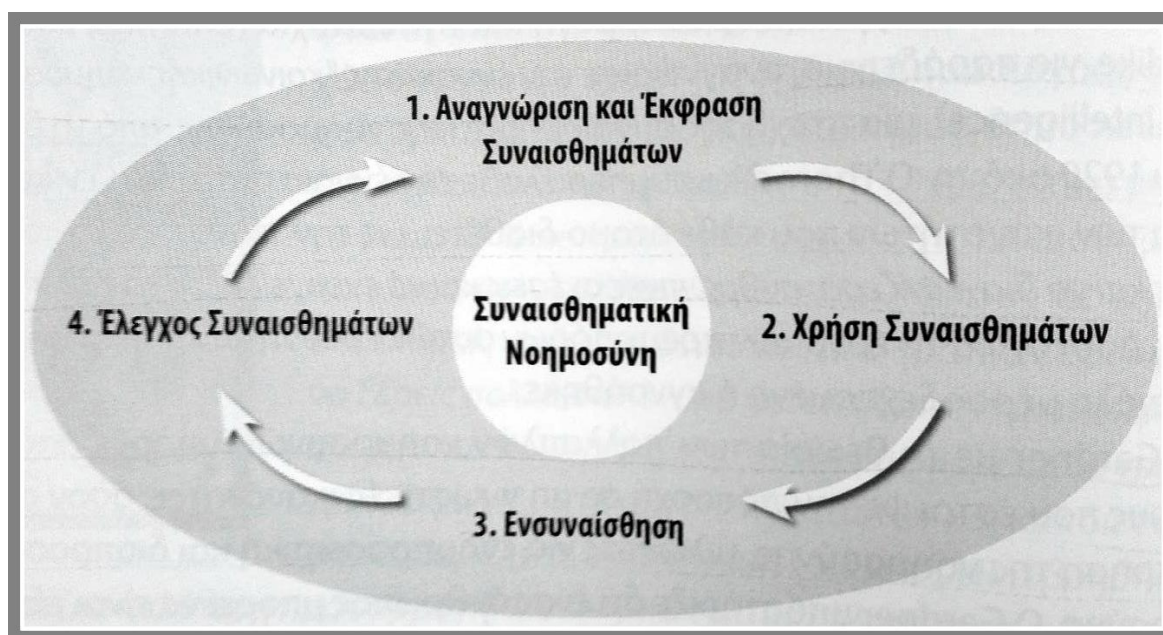 1. Αναγνώριση και Έκφραση
Συναισθημάτων
Συναισθηματική
Νοημοσύνη
2. Χρήση Συναισθημάτων
3. Ενσυναίσθηση
4. Έλεγχος Συναισθημάτων